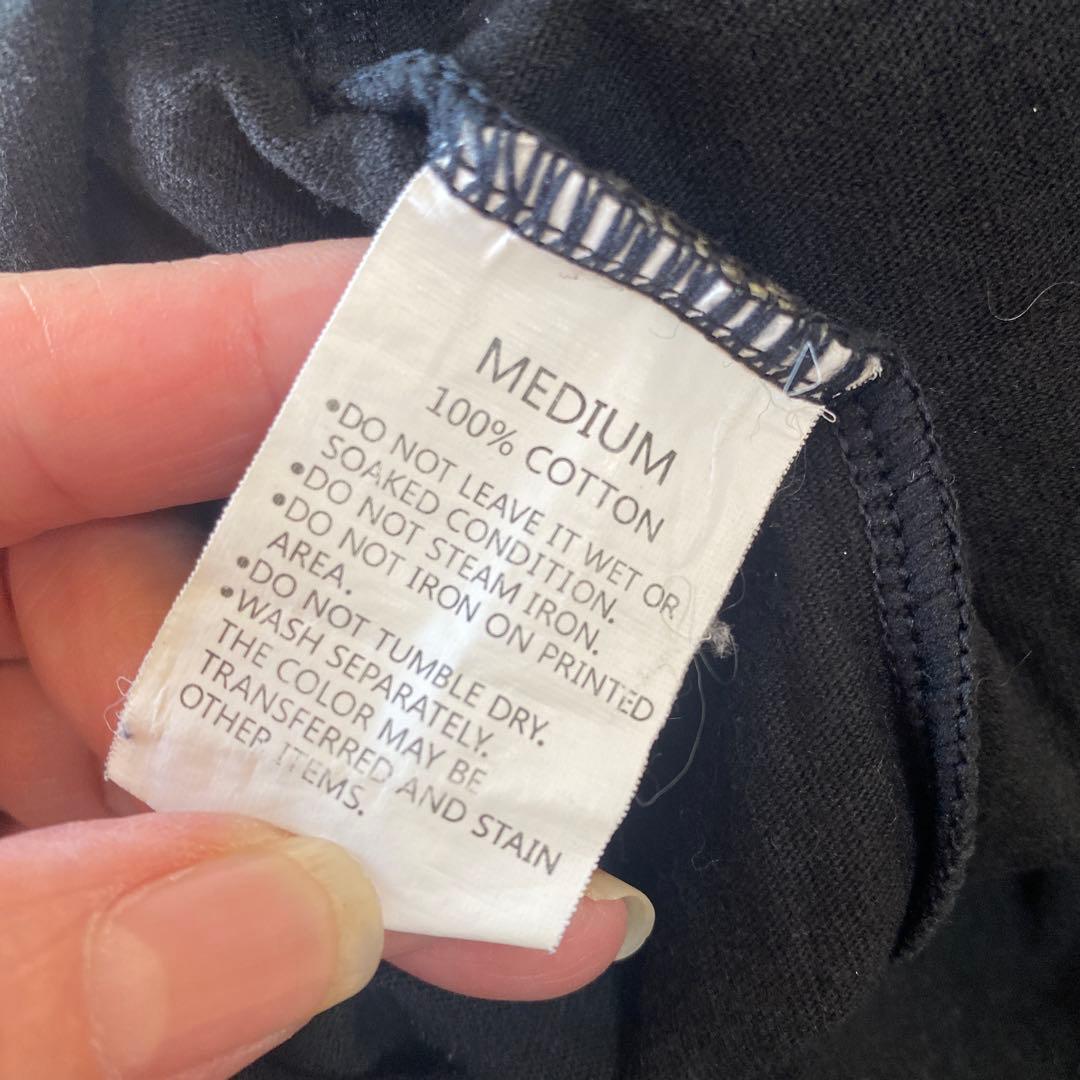 MEDIUM
100% COTTON
•DO NOT LEAVE IT WET OR
SOAKED CONDITION.
•DO NOT STEAM IRON.
•DO NOT IRON ON PRINTED
AREA.
•DO NOT TUMBLE DRY.
•WASH SEPARATELY.
THE COLOR MAY BE
TRANSFERRED AND STAIN
OTHER ITEMS.